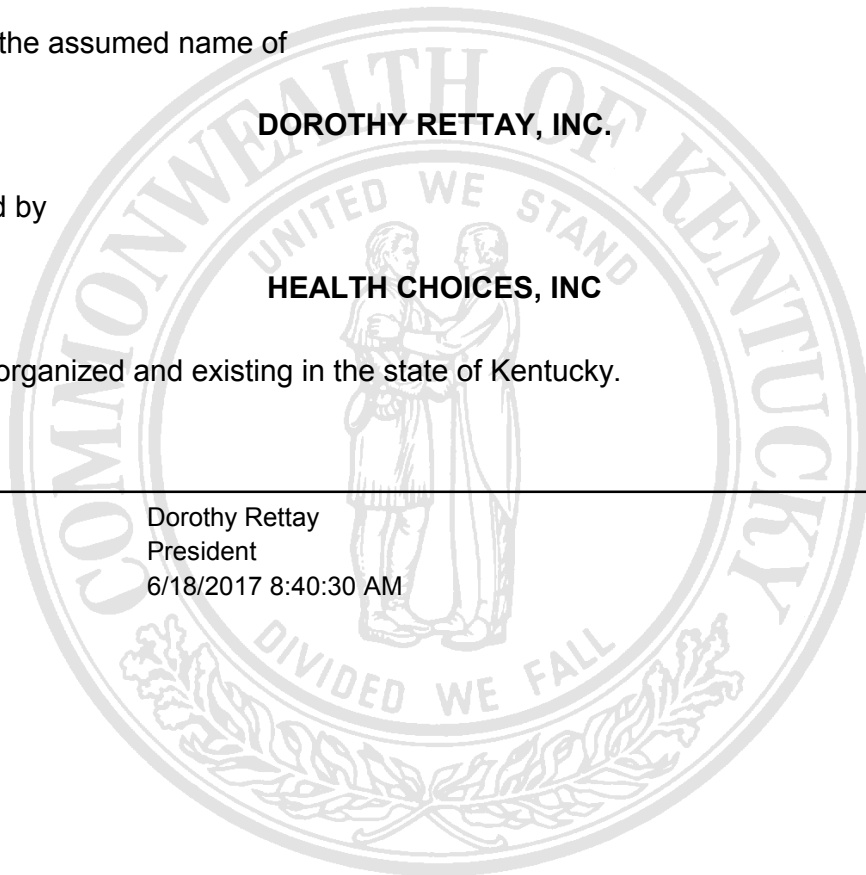 the assumed name of
DOROTHY RETTAY, INC.
d by
HEALTH CHOICES, INC
organized and existing in the state of Kentucky.
Dorothy Rettay
President
6/18/2017 8:40:30 AM
COMMONWEALTH OF KENTUCKY
UNITED WE STAND
DIVIDED WE FALL